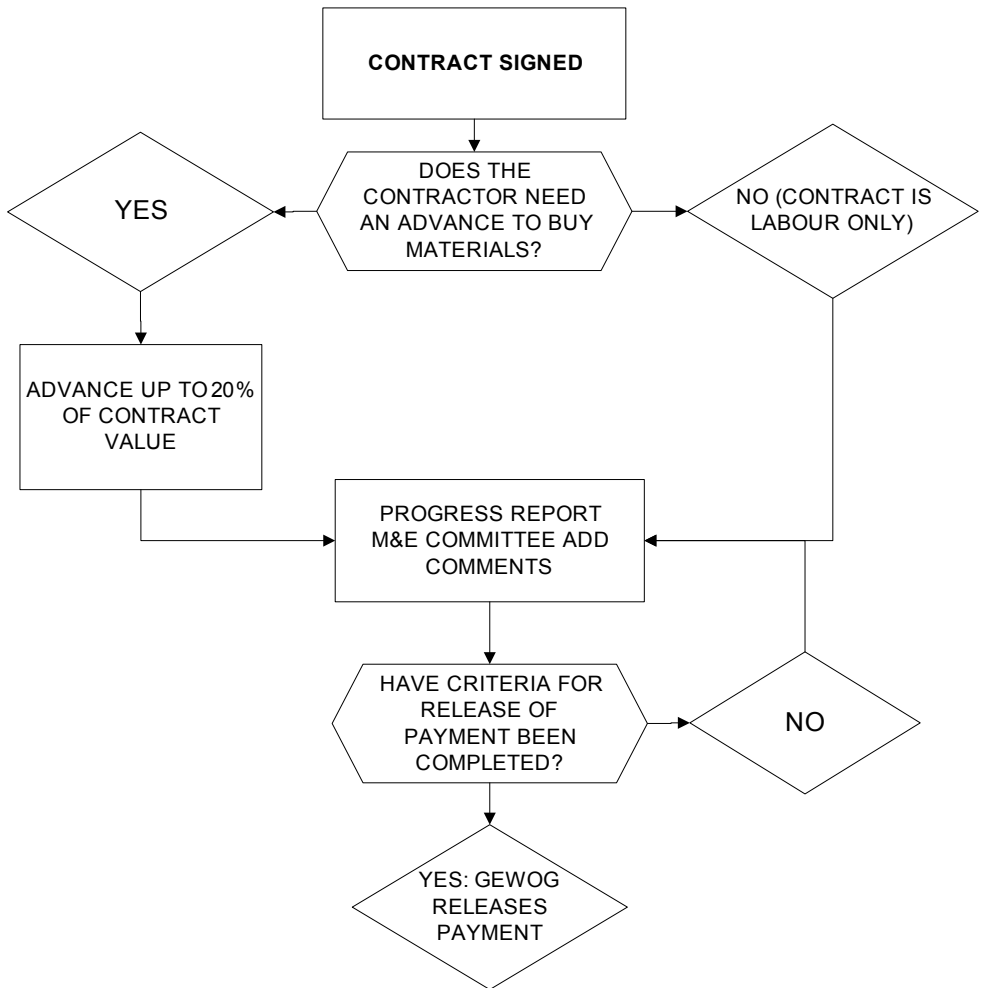 CONTRACT SIGNED
DOES THE
CONTRACTOR NEED
AN ADVANCE TO BUY
MATERIALS?
YES
NO (CONTRACT IS
LABOUR ONLY)
ADVANCE UP TO 20%
OF CONTRACT
VALUE
PROGRESS REPORT
M&E COMMITTEE ADD
COMMENTS
HAVE CRITERIA FOR
RELEASE OF
PAYMENT BEEN
COMPLETED?
NO
YES: GEWOG
RELEASES
PAYMENT